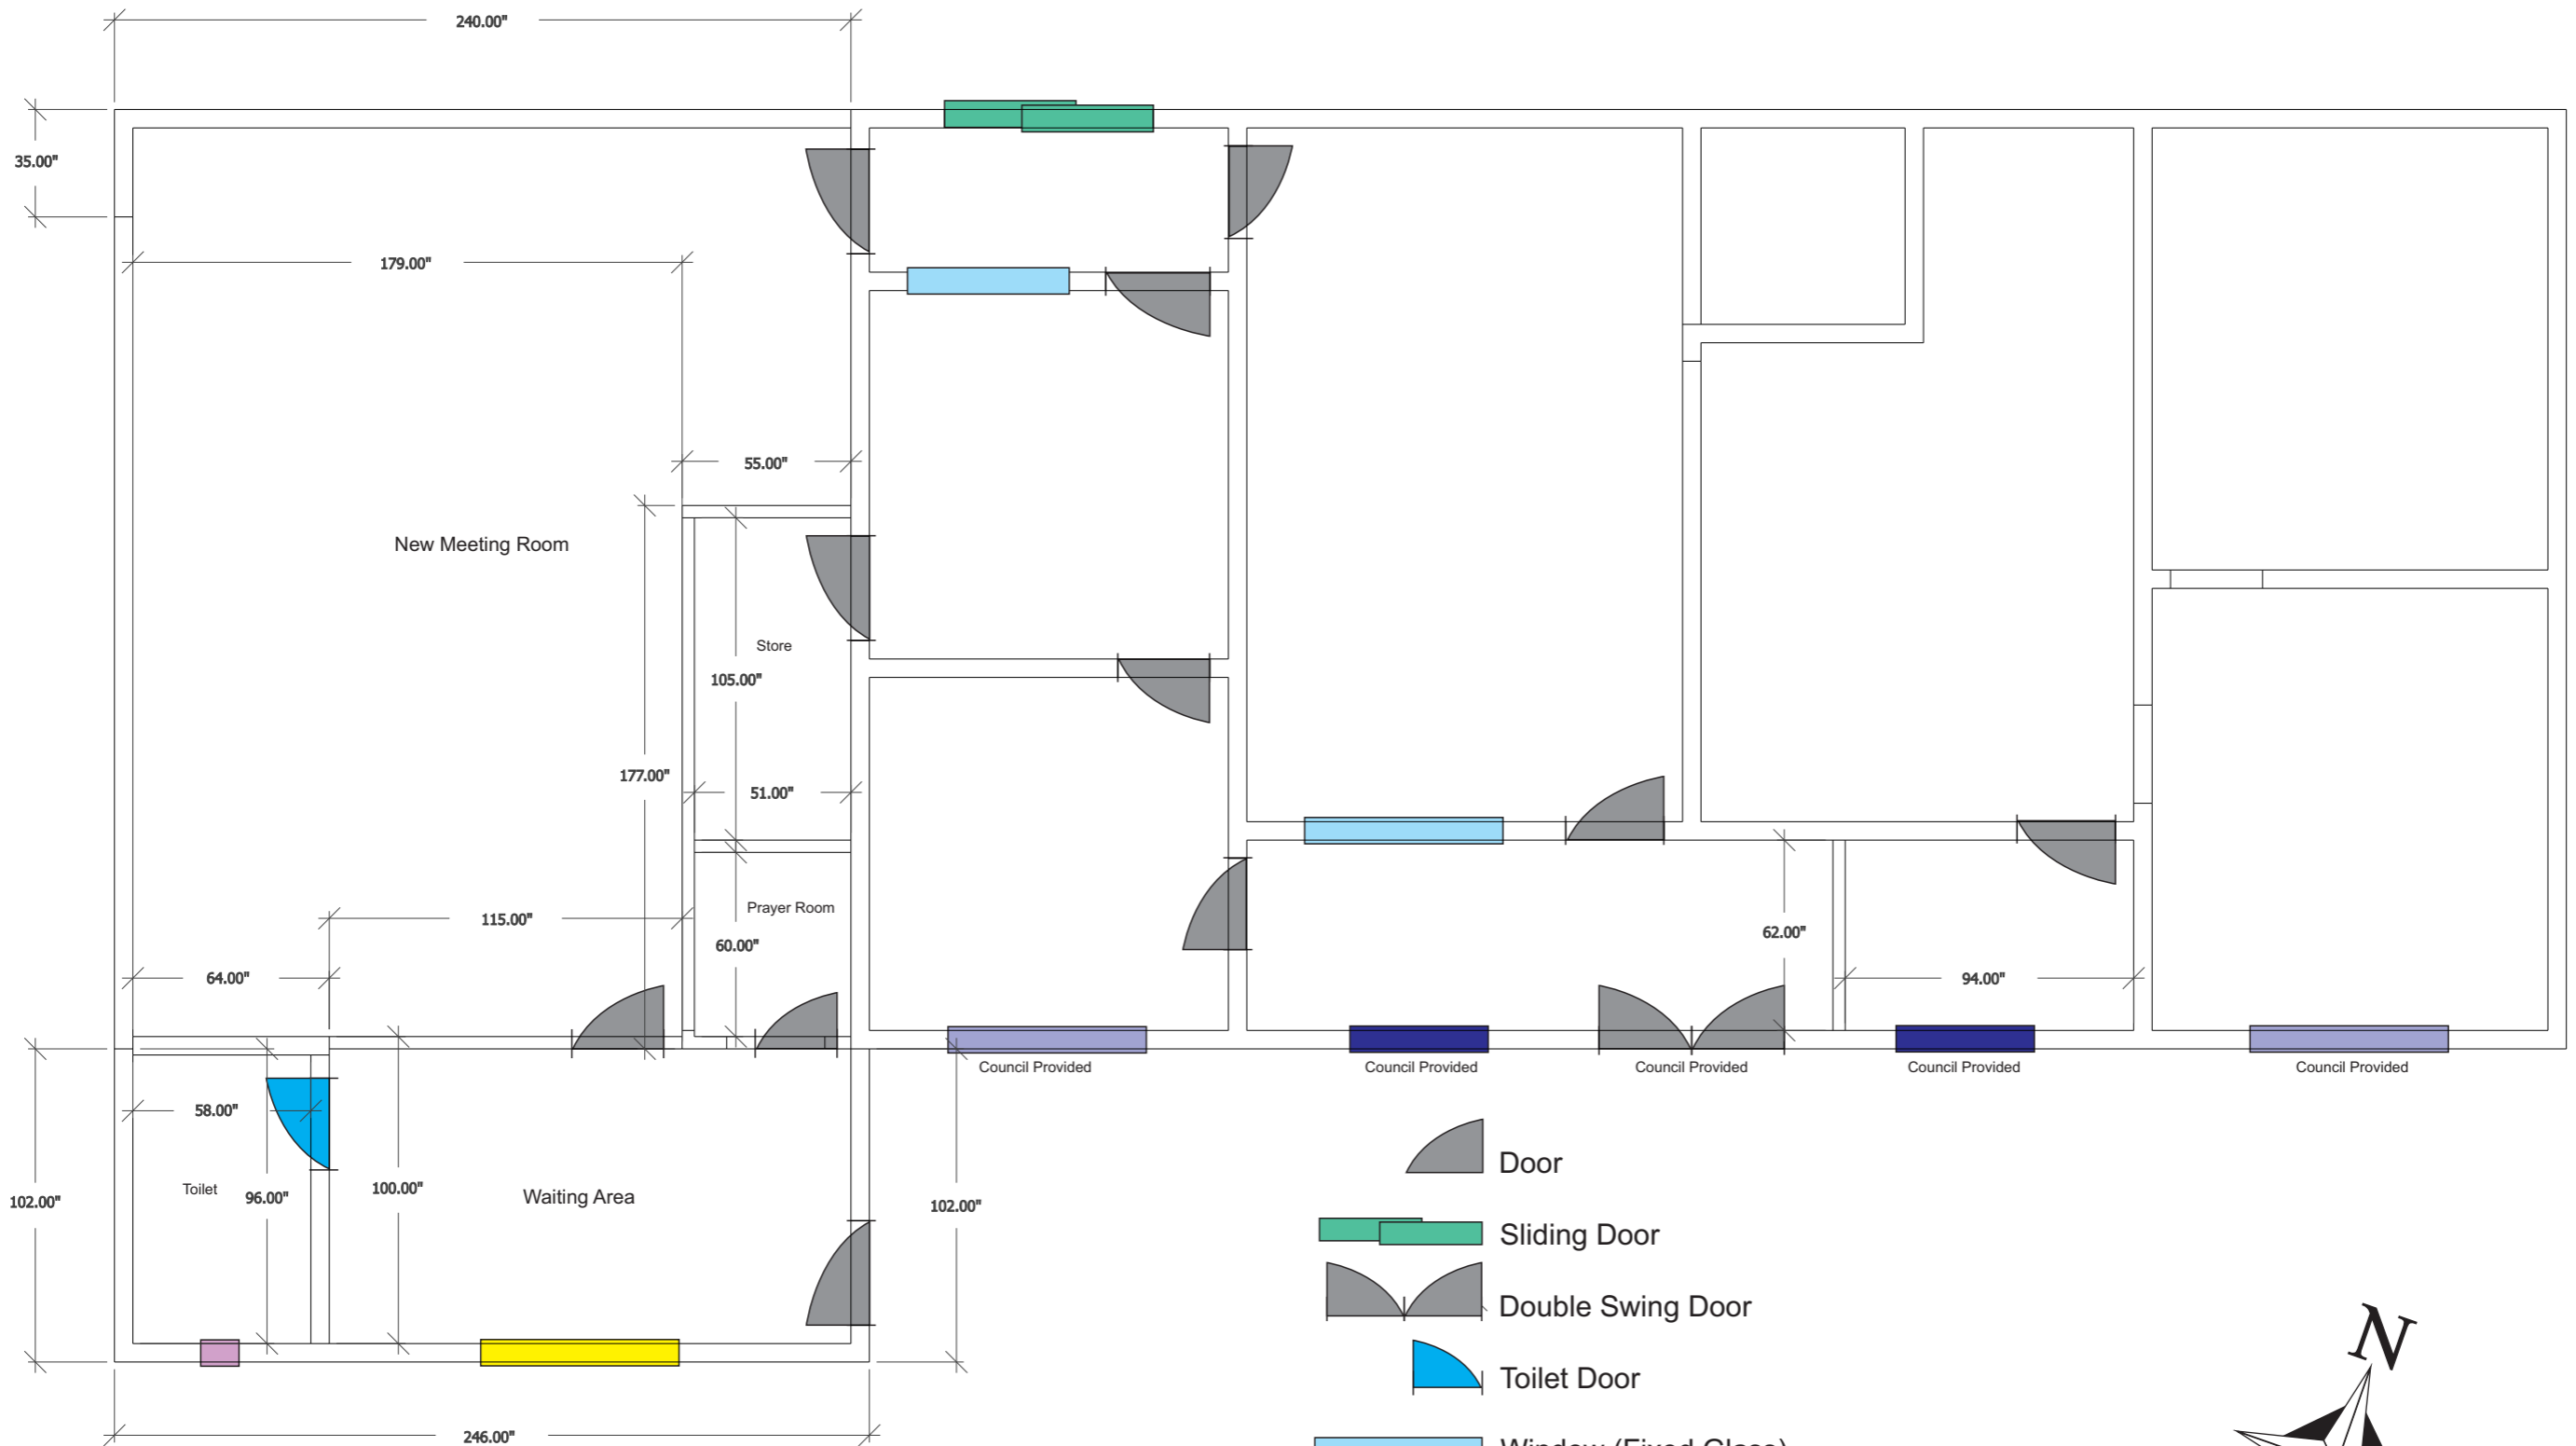 240.00"
35.00"
179.00"
55.00"
New Meeting Room
Store
105.00"
177.00"
51.00"
Prayer Room
115.00"
60.00"
62.00"
64.00"
94.00"
Council Provided
Council Provided
Council Provided
Council Provided
Council Provided
58.00"
Toilet
96.00"
100.00"
Waiting Area
102.00"
102.00"
246.00"
Door
Sliding Door
Double Swing Door
Toilet Door
Window (Fixed Glass)
N